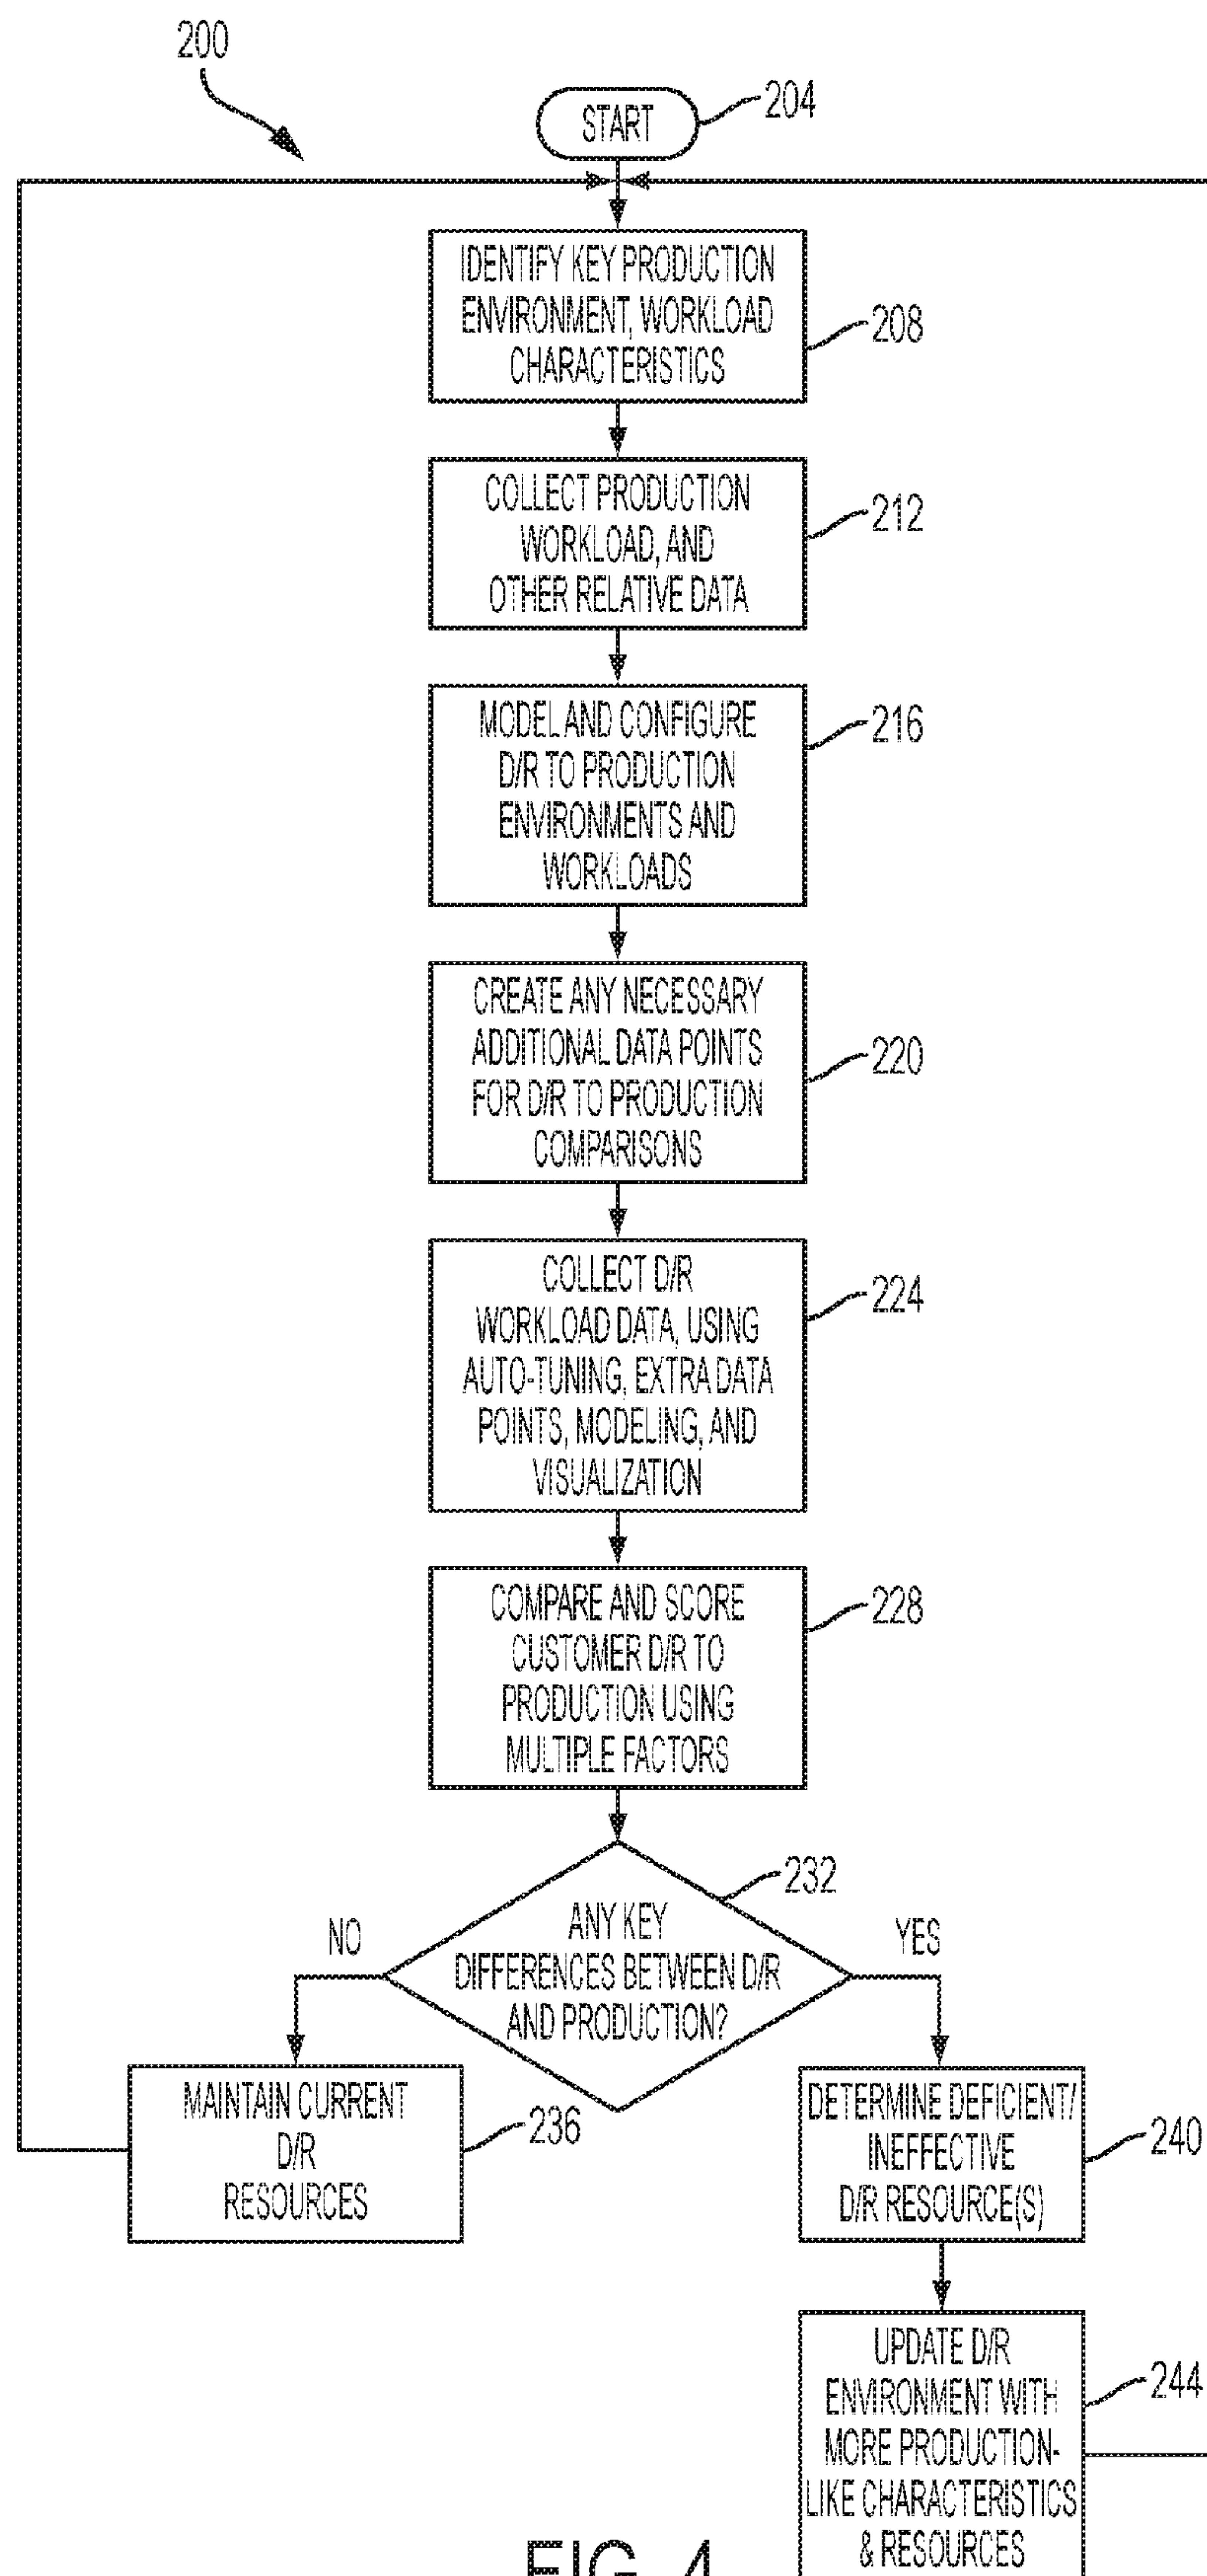 200
START
204
IDENTIFY KEY PRODUCTION
ENVIRONMENT, WORKLOAD
CHARACTERISTICS
208
COLLECT PRODUCTION
WORKLOAD, AND
OTHER RELATIVE DATA
212
MODEL AND CONFIGURE
D/R TO PRODUCTION
ENVIRONMENTS AND
WORKLOADS
216
CREATE ANY NECESSARY
ADDITIONAL DATA POINTS
FOR D/R TO PRODUCTION
COMPARISONS
220
COLLECT D/R
WORKLOAD DATA, USING
AUTO-TUNING, EXTRA DATA
POINTS, MODELING, AND
VISUALIZATION
224
COMPARE AND SCORE
CUSTOMER D/R TO
PRODUCTION USING
MULTIPLE FACTORS
228
ANY KEY
DIFFERENCES BETWEEN D/R
AND PRODUCTION?
232
NO
YES
MAINTAIN CURRENT
D/R
RESOURCES
236
DETERMINE DEFICIENT/
INEFFECTIVE
D/R RESOURCE(S)
240
UPDATE D/R
ENVIRONMENT WITH
MORE PRODUCTION-
LIKE CHARACTERISTICS
& RESOURCES
244
FIG. 4